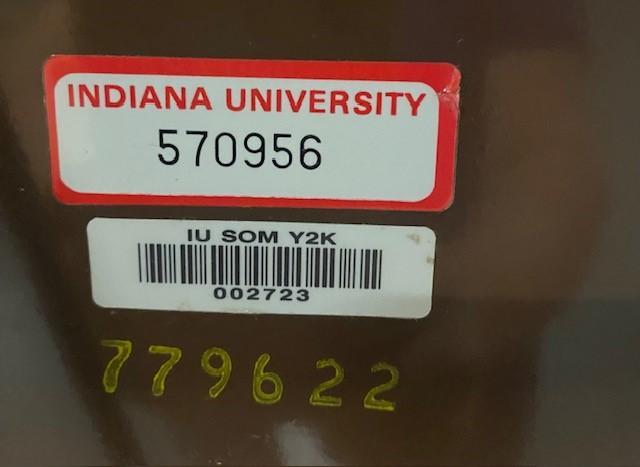 INDIANA UNIVERSITY
570956
IU SOM Y2K
002723
779622